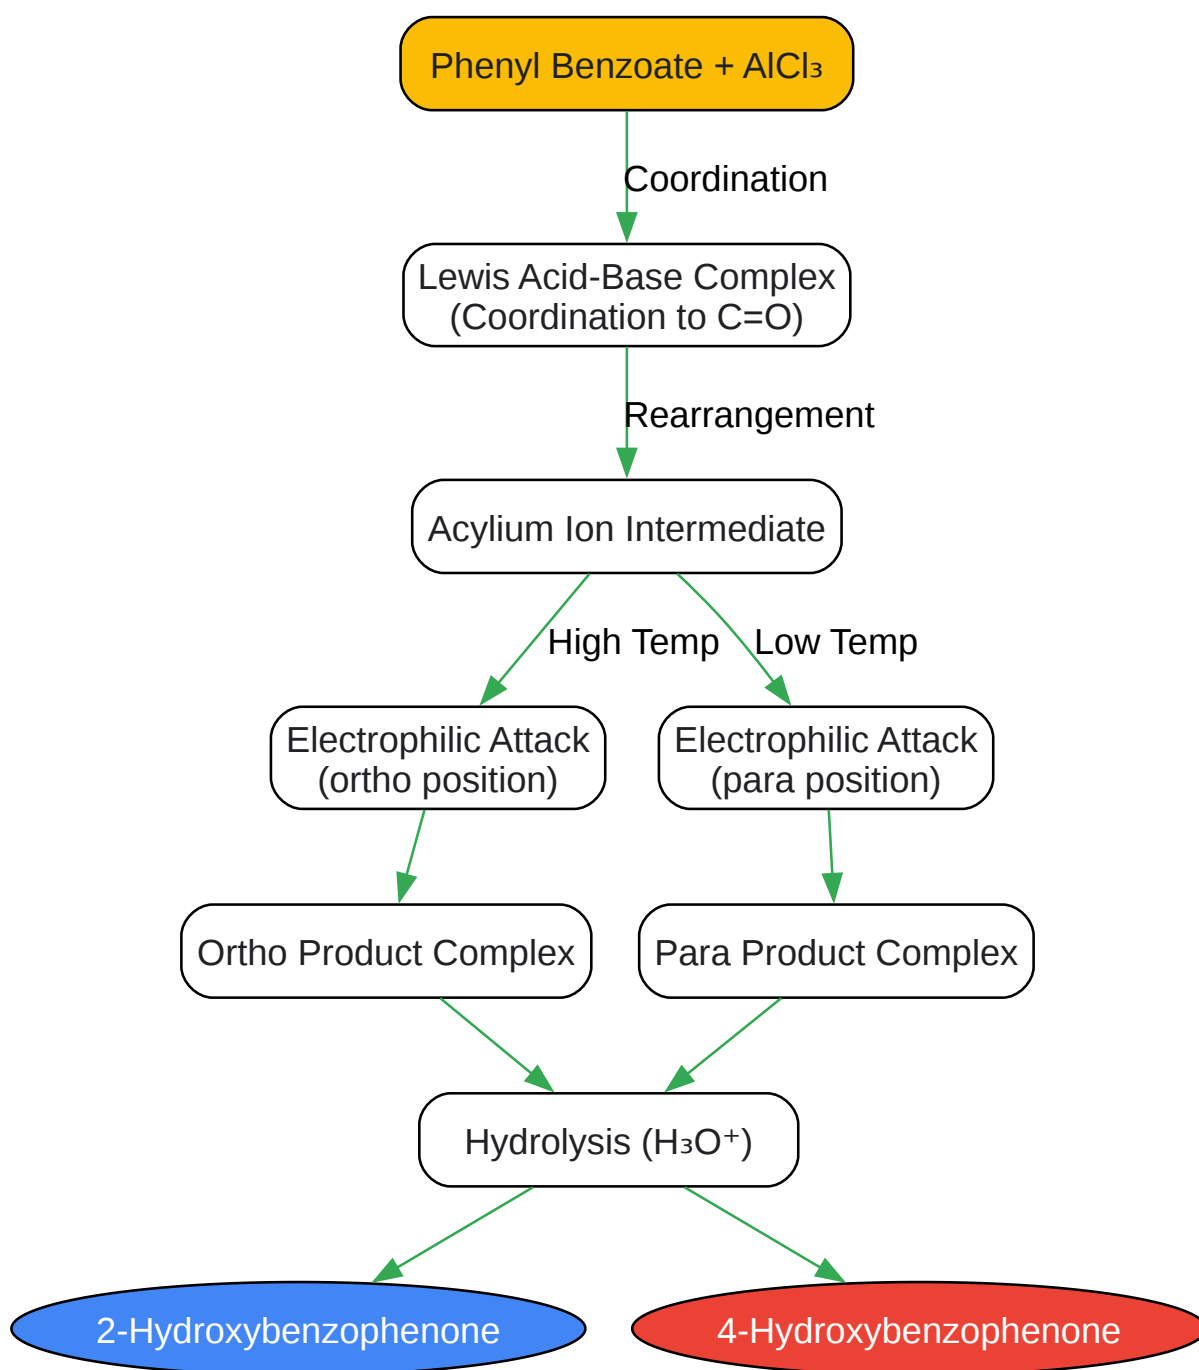 Phenyl Benzoate + AlCl₃
Coordination
Lewis Acid-Base Complex
(Coordination to C=O)
Rearrangement
Acylium Ion Intermediate
High Temp
Low Temp
Electrophilic Attack
(ortho position)
Electrophilic Attack
(para position)
Ortho Product Complex
Para Product Complex
Hydrolysis (H₃O⁺)
2-Hydroxybenzophenone
4-Hydroxybenzophenone